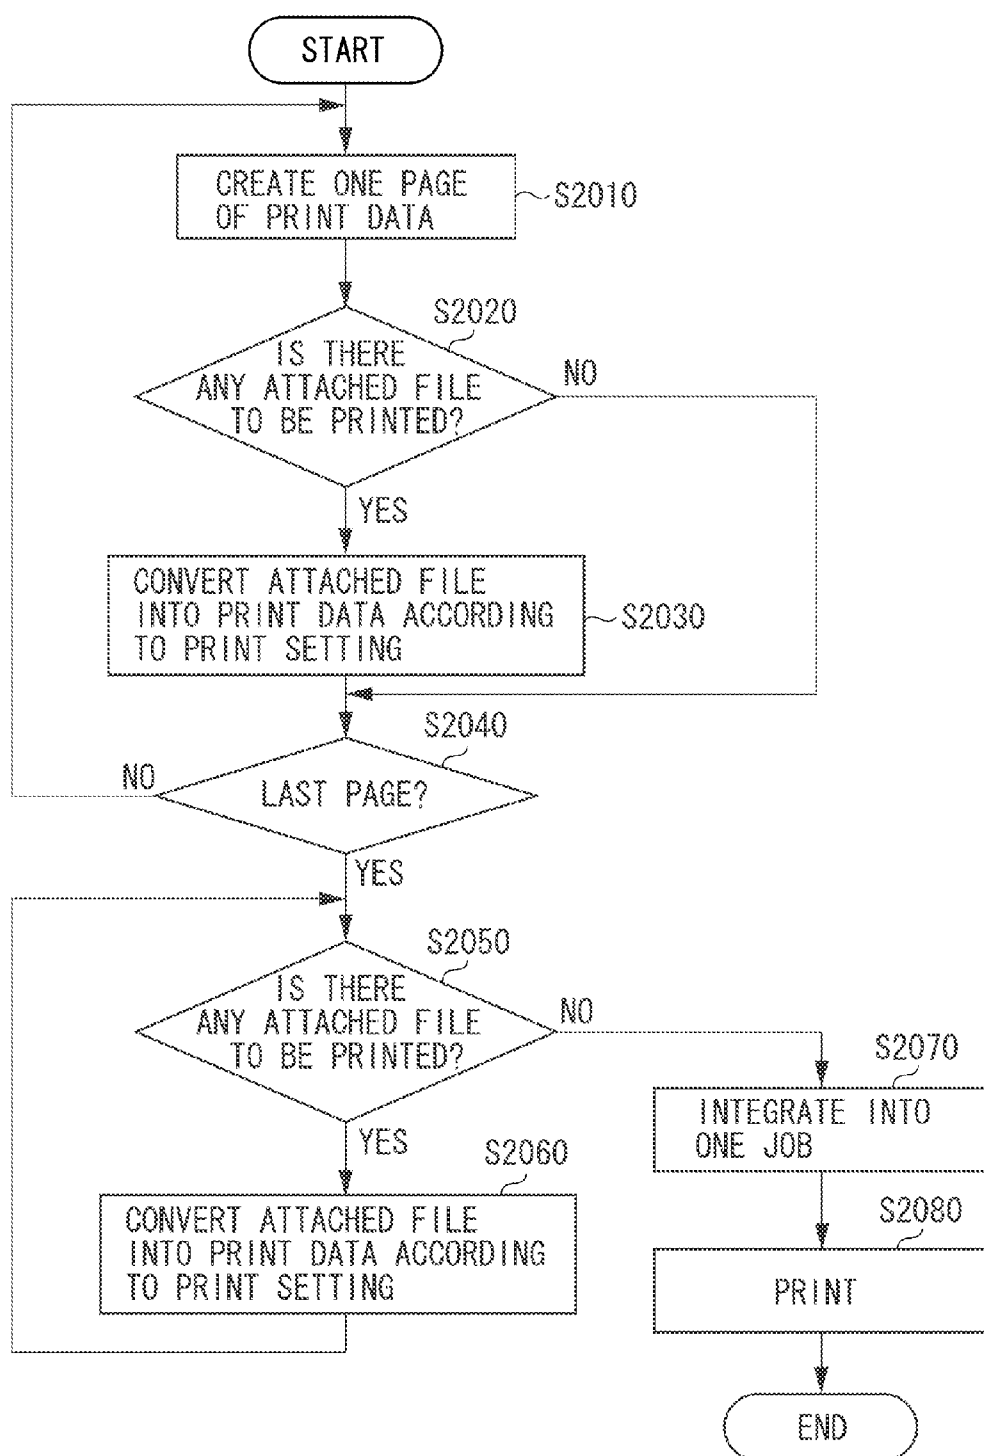 START
CREATE ONE PAGE
OF PRINT DATA
S2010
S2020
IS THERE
ANY ATTACHED FILE
TO BE PRINTED?
NO
YES
CONVERT ATTACHED FILE
INTO PRINT DATA ACCORDING
TO PRINT SETTING
S2030
S2040
NO
LAST PAGE?
YES
S2050
IS THERE
ANY ATTACHED FILE
TO BE PRINTED?
NO
YES
S2060
CONVERT ATTACHED FILE
INTO PRINT DATA ACCORDING
TO PRINT SETTING
S2070
INTEGRATE INTO
ONE JOB
S2080
PRINT
END